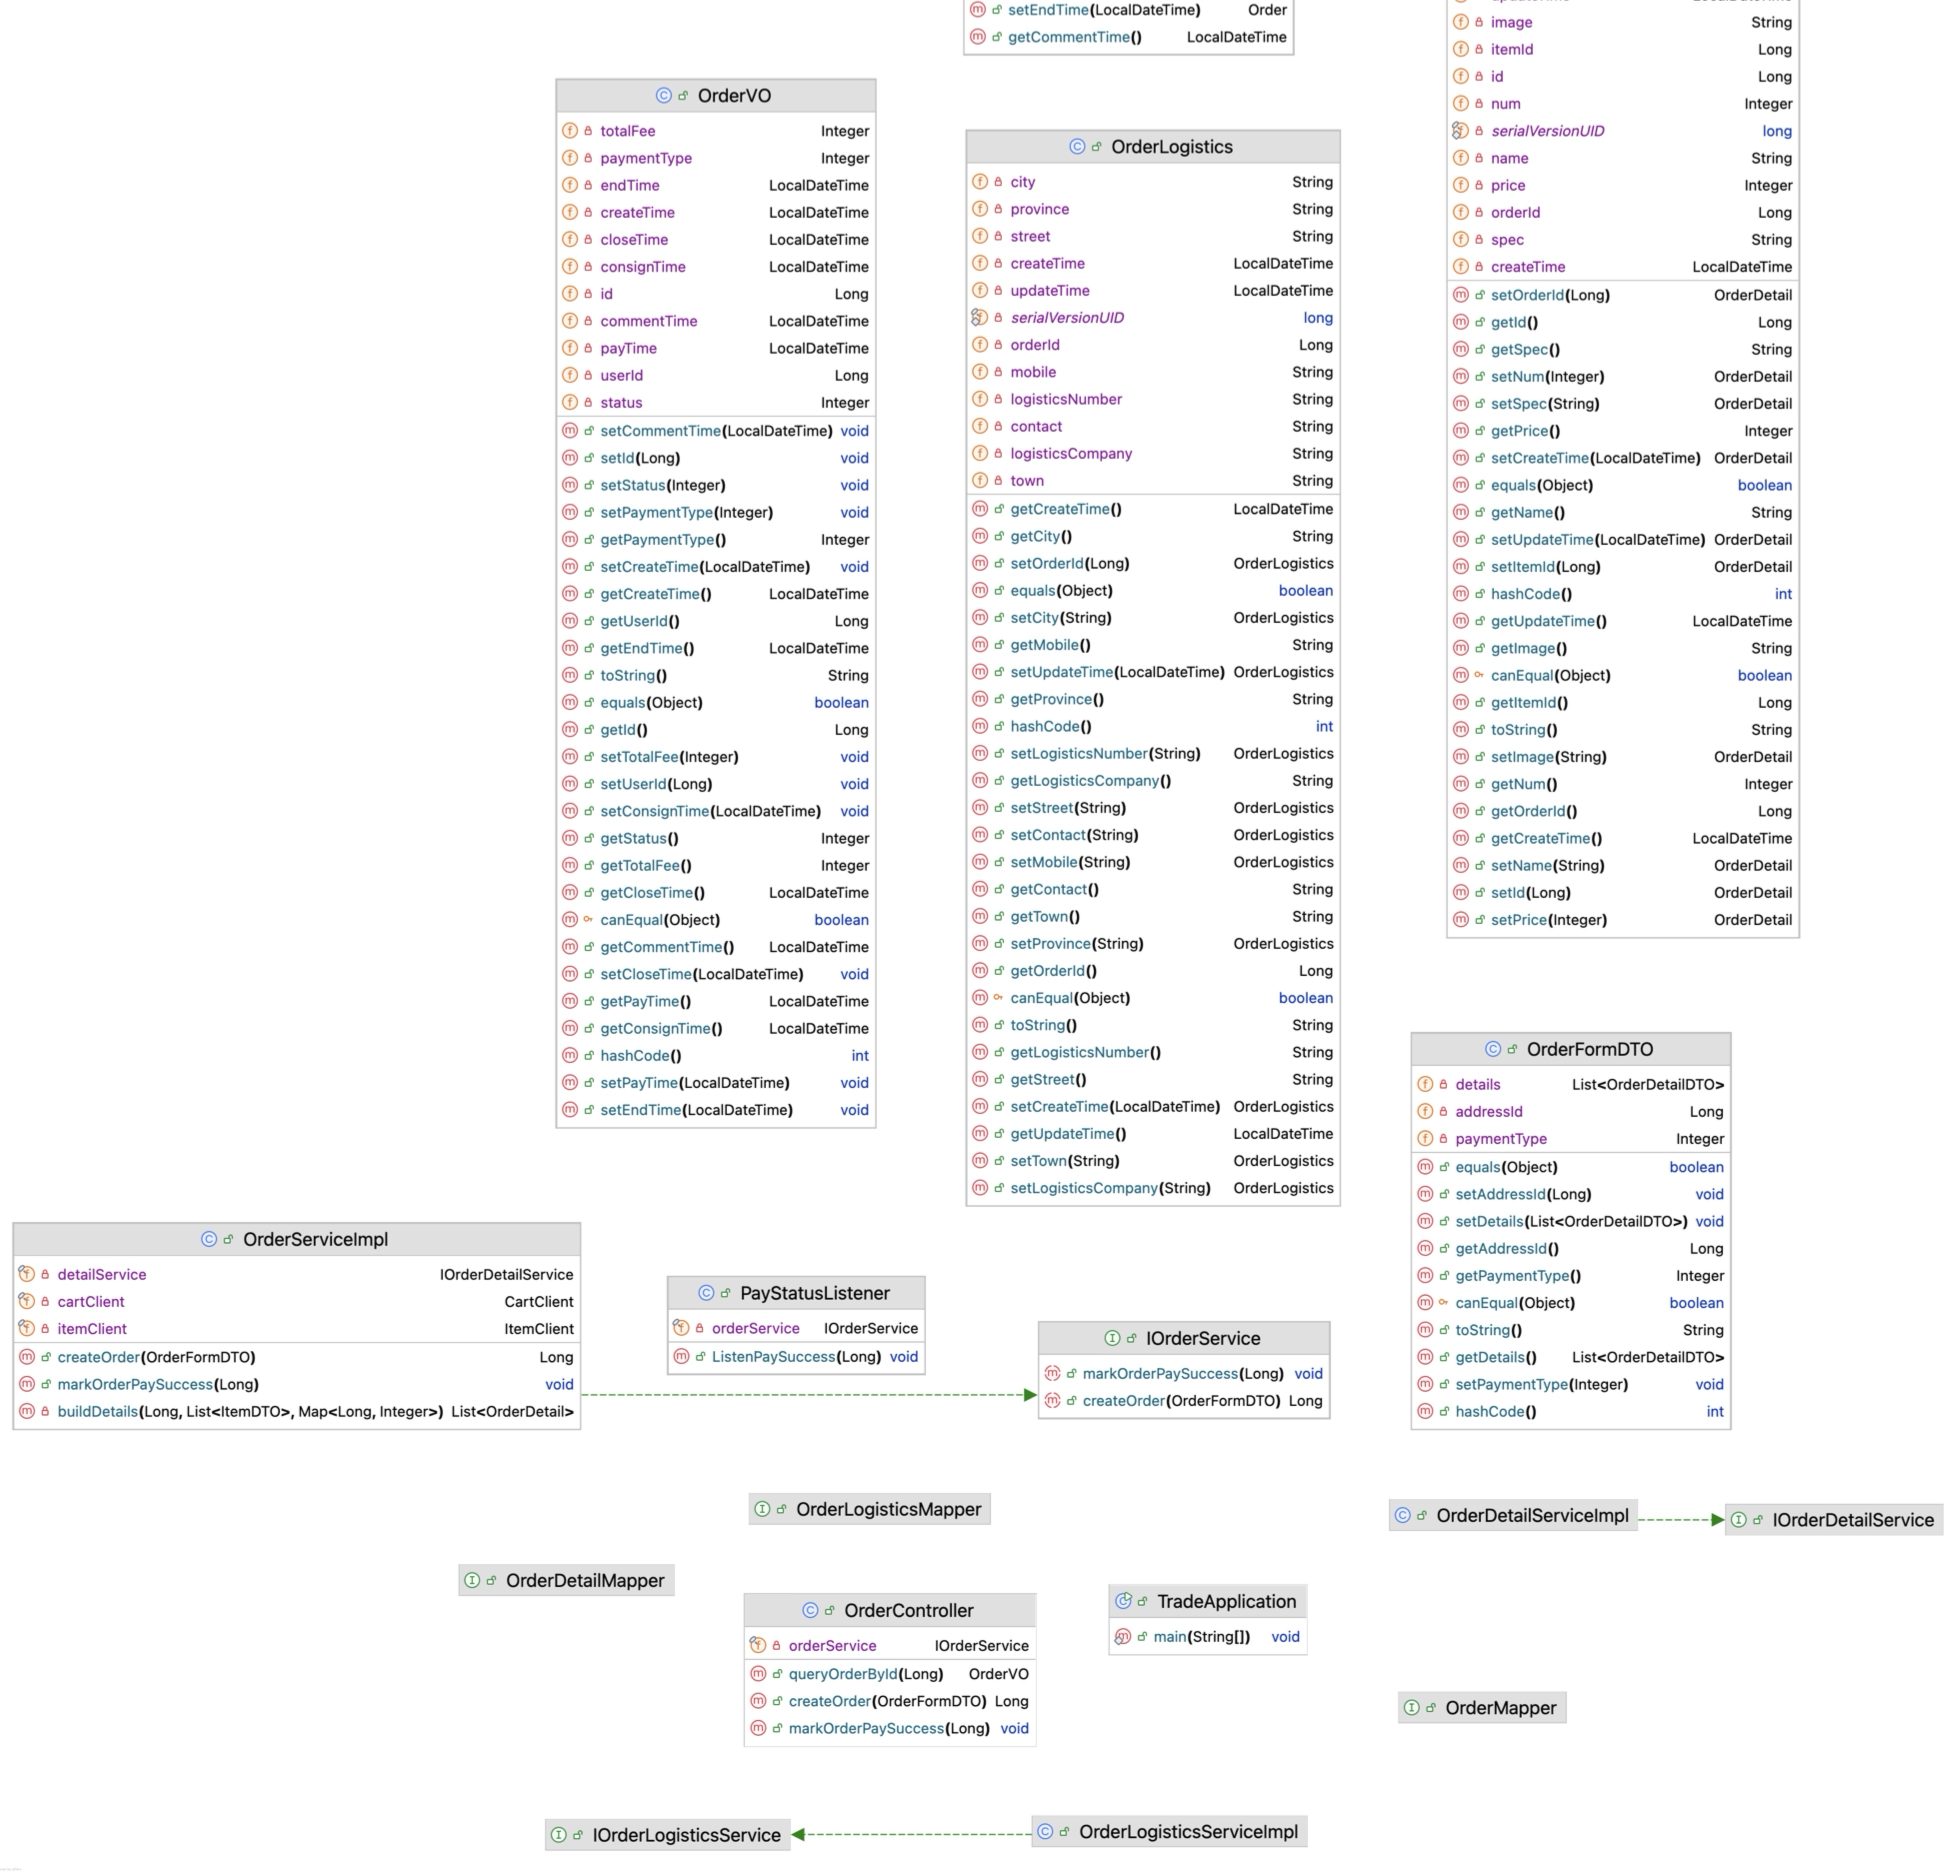 setEndTime(LocalDateTime) Order
getCommentTime() LocalDateTime
image String
itemId Long
id Long
num Integer
serialVersionUID long
name String
price Integer
orderId Long
spec String
createTime LocalDateTime
setOrderId(Long) OrderDetail
getId() Long
getSpec() String
setNum(Integer) OrderDetail
setSpec(String) OrderDetail
getPrice() Integer
setCreateTime(LocalDateTime) OrderDetail
equals(Object) boolean
getName() String
setUpdateTime(LocalDateTime) OrderDetail
setItemId(Long) OrderDetail
hashCode() int
getUpdateTime() LocalDateTime
getImage() String
canEqual(Object) boolean
getItemId() Long
toString() String
setImage(String) OrderDetail
getNum() Integer
getOrderId() Long
getCreateTime() LocalDateTime
setName(String) OrderDetail
setId(Long) OrderDetail
setPrice(Integer) OrderDetail
OrderVO
totalFee Integer
paymentType Integer
endTime LocalDateTime
createTime LocalDateTime
closeTime LocalDateTime
consignTime LocalDateTime
id Long
commentTime LocalDateTime
payTime LocalDateTime
userId Long
status Integer
setCommentTime(LocalDateTime) void
setId(Long) void
setStatus(Integer) void
setPaymentType(Integer) void
getPaymentType() Integer
setCreateTime(LocalDateTime) void
getCreateTime() LocalDateTime
getUserId() Long
getEndTime() LocalDateTime
toString() String
equals(Object) boolean
getId() Long
setTotalFee(Integer) void
setUserId(Long) void
setConsignTime(LocalDateTime) void
getStatus() Integer
getTotalFee() Integer
getCloseTime() LocalDateTime
canEqual(Object) boolean
getCommentTime() LocalDateTime
setCloseTime(LocalDateTime) void
getPayTime() LocalDateTime
getConsignTime() LocalDateTime
hashCode() int
setPayTime(LocalDateTime) void
setEndTime(LocalDateTime) void
OrderLogistics
city String
province String
street String
createTime LocalDateTime
updateTime LocalDateTime
serialVersionUID long
orderId Long
mobile String
logisticsNumber String
contact String
logisticsCompany String
town String
getCreateTime() LocalDateTime
getCity() String
setOrderId(Long) OrderLogistics
equals(Object) boolean
setCity(String) OrderLogistics
getMobile() String
setUpdateTime(LocalDateTime) OrderLogistics
getProvince() String
hashCode() int
setLogisticsNumber(String) OrderLogistics
getLogisticsCompany() String
setStreet(String) OrderLogistics
setContact(String) OrderLogistics
setMobile(String) OrderLogistics
getContact() String
getTown() String
setProvince(String) OrderLogistics
getOrderId() Long
canEqual(Object) boolean
toString() String
getLogisticsNumber() String
getStreet() String
setCreateTime(LocalDateTime) OrderLogistics
getUpdateTime() LocalDateTime
setTown(String) OrderLogistics
setLogisticsCompany(String) OrderLogistics
OrderFormDTO
details List<OrderDetailDTO>
addressId Long
paymentType Integer
equals(Object) boolean
setAddressId(Long) void
setDetails(List<OrderDetailDTO>) void
getAddressId() Long
getPaymentType() Integer
canEqual(Object) boolean
toString() String
getDetails() List<OrderDetailDTO>
setPaymentType(Integer) void
hashCode() int
OrderServiceImpl
detailService IOrderDetailService
cartClient CartClient
itemClient ItemClient
createOrder(OrderFormDTO) Long
markOrderPaySuccess(Long) void
buildDetails(Long, List<ItemDTO>, Map<Long, Integer>) List<OrderDetail>
PayStatusListener
orderService IOrderService
ListenPaySuccess(Long) void
IOrderService
markOrderPaySuccess(Long) void
createOrder(OrderFormDTO) Long
OrderLogisticsMapper
OrderDetailServiceImpl
IOrderDetailService
OrderDetailMapper
OrderController
orderService IOrderService
queryOrderById(Long) OrderVO
createOrder(OrderFormDTO) Long
markOrderPaySuccess(Long) void
TradeApplication
main(String[]) void
OrderMapper
IOrderLogisticsService
OrderLogisticsServiceImpl